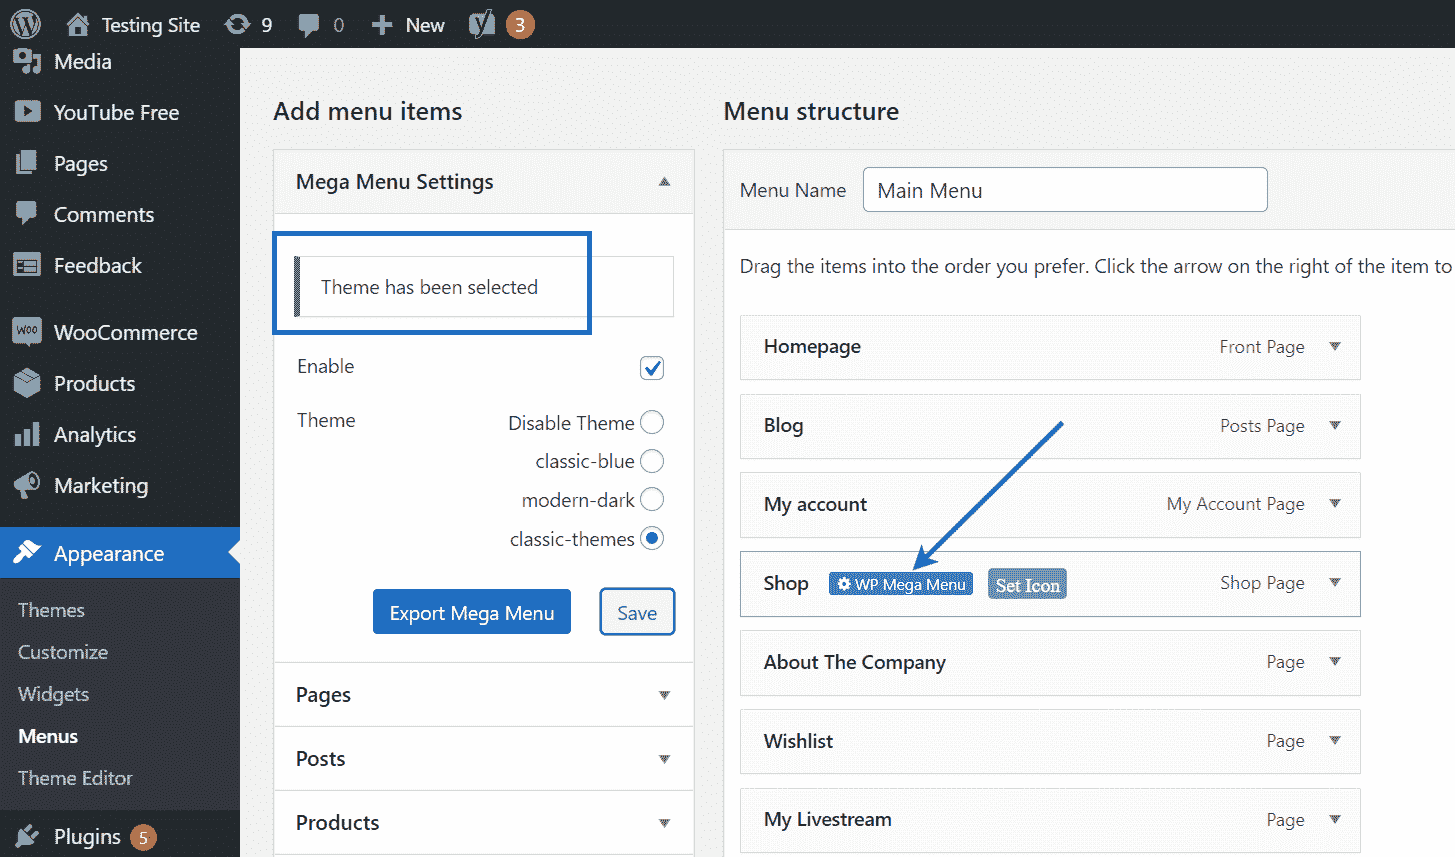 Testing Site 9 0 New 3
Media
YouTube Free
Pages
Comments
Feedback
woo WooCommerce
Products
Analytics
Marketing
Appearance
Themes
Customize
Widgets
Menus
Theme Editor
Plugins 5
Add menu items
Mega Menu Settings
Theme has been selected
Enable
Theme
Disable Theme
classic-blue
modern-dark
classic-themes
Export Mega Menu Save
Pages
Posts
Products
Menu structure
Menu Name Main Menu
Drag the items into the order you prefer. Click the arrow on the right of the item to
Homepage Front Page
Blog Posts Page
My account My Account Page
Shop WP Mega Menu Set Icon Shop Page
About The Company Page
Wishlist Page
My Livestream Page